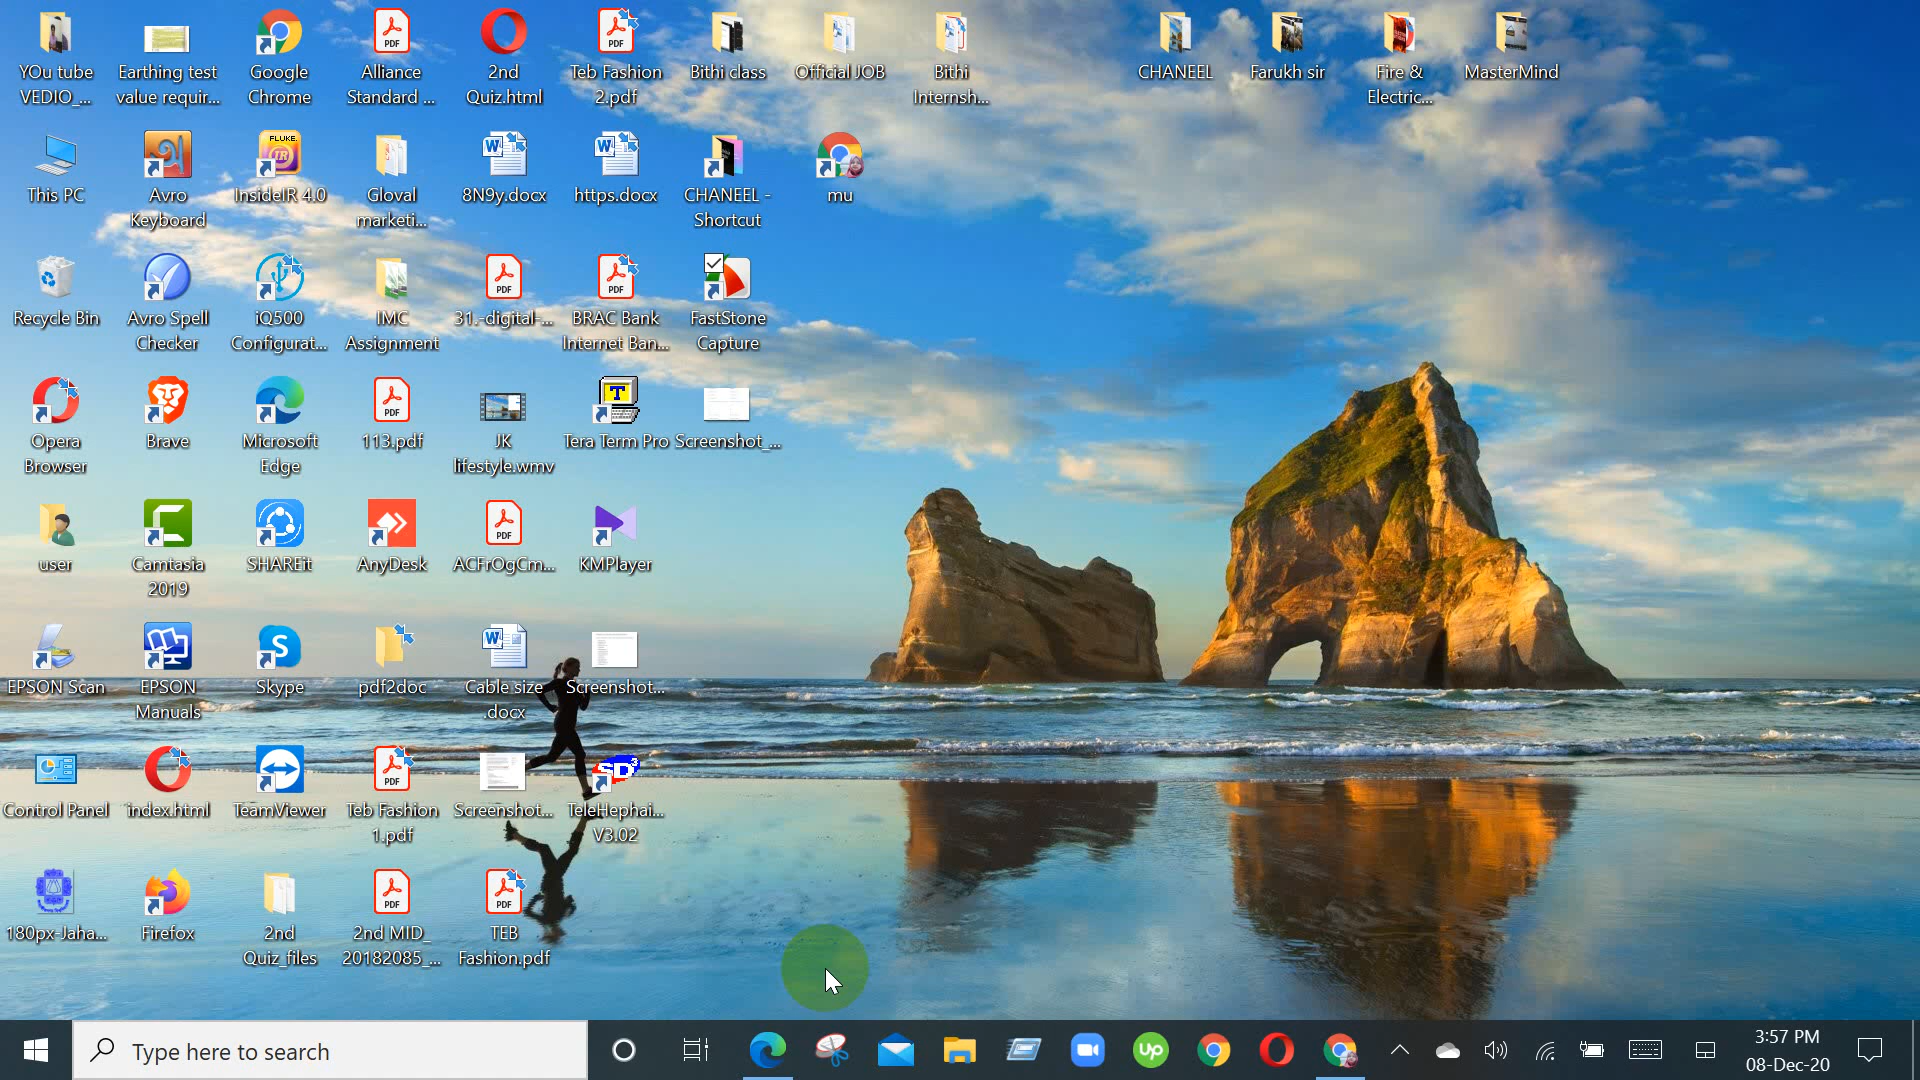 YOu tube
VEDIO_...
Earthing test
value requir...
Google
Chrome
Alliance
Standard ...
2nd
Quiz.html
Teb Fashion
2.pdf
Bithi class
Official JOB
Bithi
Internsh...
CHANEEL
Farukh sir
Fire &
Electric...
MasterMind
This PC
Avro
Keyboard
FLUKE.
InsideIR 4.0
Gloval
marketi...
8N9y.docx
https.docx
CHANEEL -
Shortcut
mu
Recycle Bin
Avro Spell
Checker
iQ500
Configurat...
IMC
Assignment
31.-digital-...
BRAC Bank
Internet Ban...
FastStone
Capture
Opera
Browser
Brave
Microsoft
Edge
113.pdf
JK
lifestyle.wmv
Tera Term Pro
Screenshot_...
user
Camtasia
2019
SHAREit
AnyDesk
ACFrOgCm...
KMPlayer
EPSON Scan
EPSON
Manuals
Skype
pdf2doc
Cable size
.docx
Screenshot...
Control Panel
index.html
TeamViewer
Teb Fashion
1.pdf
Screenshot...
TeleHephai...
V3.02
180px-Jaha...
Firefox
2nd
Quiz_files
2nd MID_
20182085_...
TEB
Fashion.pdf
Type here to search
Up
3:57 PM
08-Dec-20